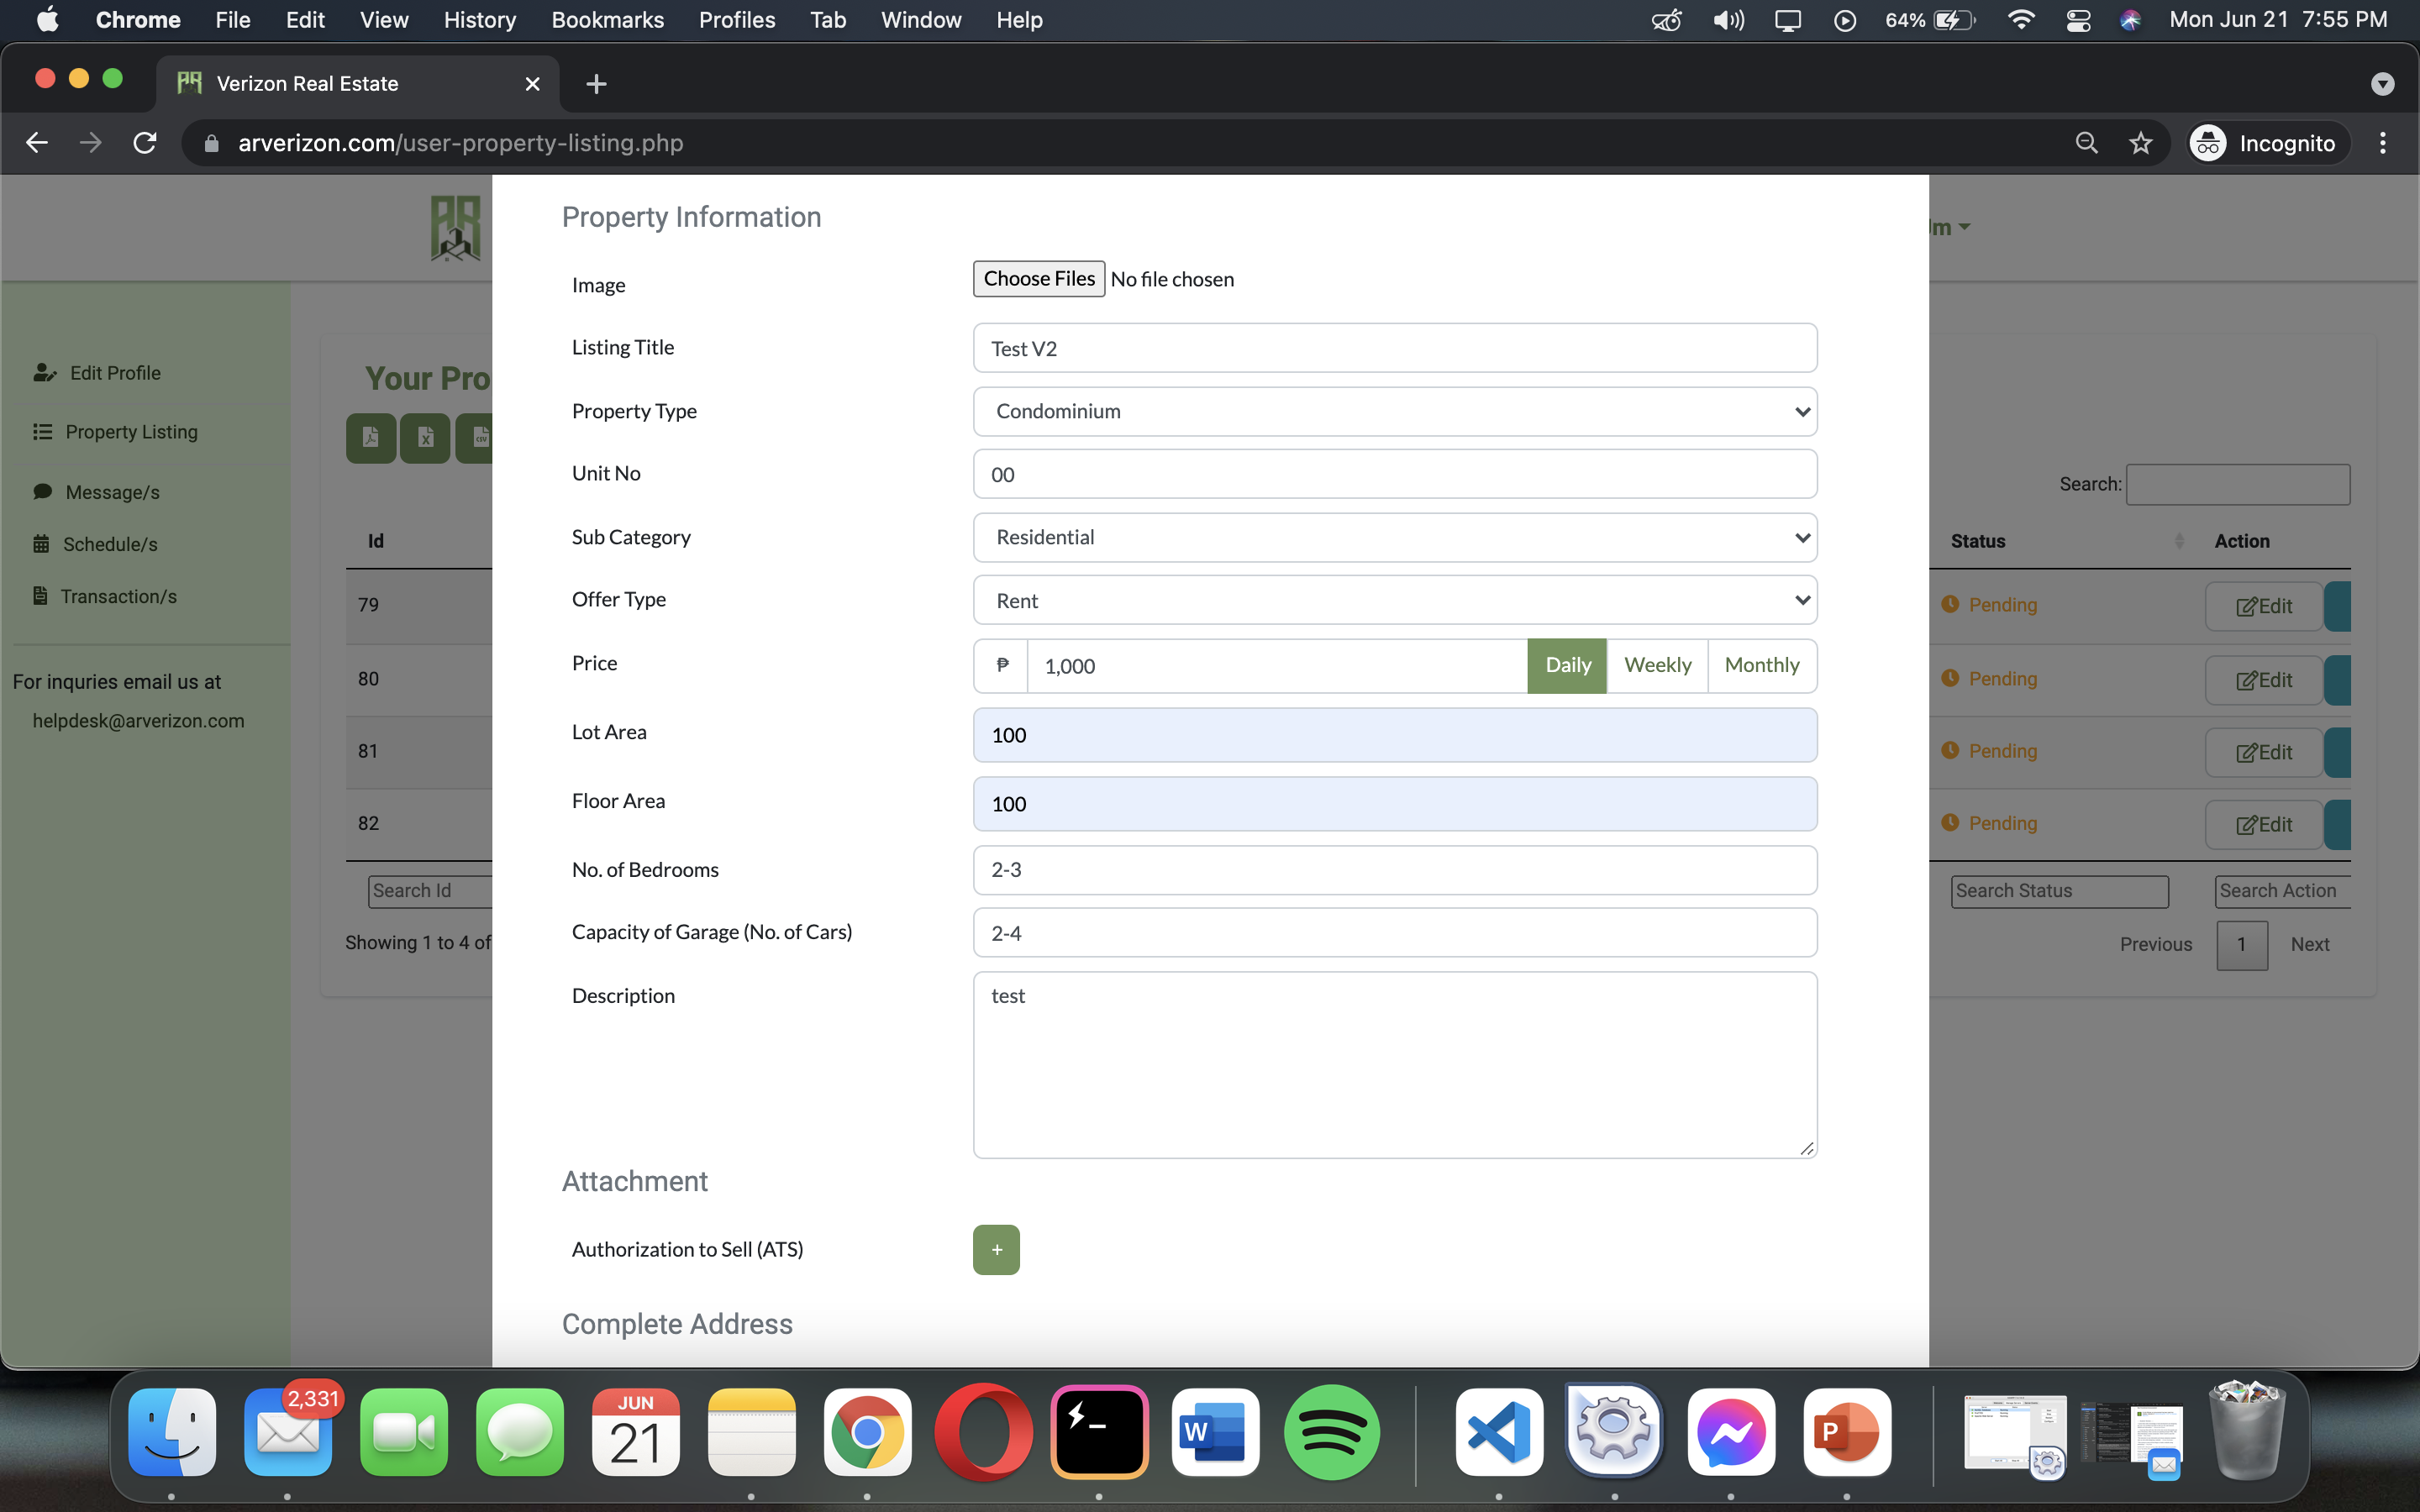 Chrome File Edit View History Bookmarks Profiles Tab Window Help 64% Mon Jun 21 7:55 PM
Verizon Real Estate
arverizon.com/user-property-listing.php Incognito
Property Information
Image Choose Files No file chosen
Listing Title Test V2
Property Type Condominium
Unit No 00
Sub Category Residential
Offer Type Rent
Price ₱ 1,000 Daily Weekly Monthly
Lot Area 100
Floor Area 100
No. of Bedrooms 2-3
Capacity of Garage (No. of Cars) 2-4
Description test
Attachment
Authorization to Sell (ATS) +
Complete Address
Edit Profile
Property Listing
Message/s
Schedule/s
Transaction/s
For inquries email us at
helpdesk@arverizon.com
Your Pro
Search:
Id Status Action
79 Pending Edit
80 Pending Edit
81 Pending Edit
82 Pending Edit
Search Id Search Status Search Action
Showing 1 to 4 of Previous 1 Next
2,331
JUN
21
W
P